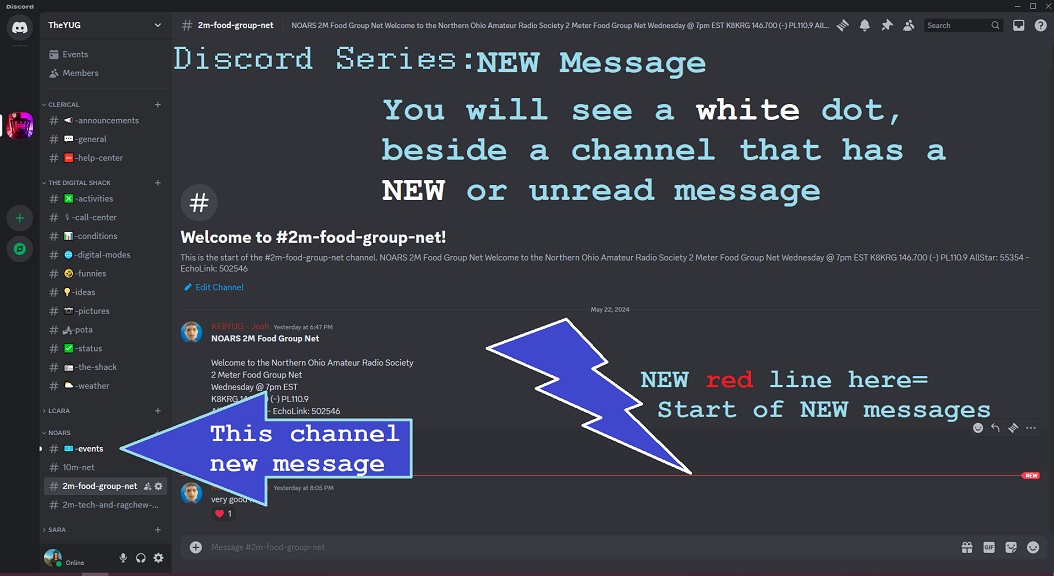 Discord
TheYUG
# 2m-food-group-net
NOARS 2M Food Group Net Welcome to the Northern Ohio Amateur Radio Society 2 Meter Food Group Net Wednesday @ 7pm EST K8KRG 146.700 (-) PL110.9 All...
Search
Events
Members
CLERICAL
# -announcements
# -general
# -help-center
THE DIGITAL SHACK
# -activities
# -call-center
# -conditions
# -digital-modes
# -funnies
# -ideas
# -pictures
# -pota
# -status
# -the-shack
# -weather
LCARA
NOARS
# -events
# 10m-net
# 2m-food-group-net
# 2m-tech-and-ragchew-...
SARA
Online
Discord Series:NEW Message
You will see a white dot,
beside a channel that has a
NEW or unread message
#
Welcome to #2m-food-group-net!
This is the start of the #2m-food-group-net channel. NOARS 2M Food Group Net Welcome to the Northern Ohio Amateur Radio Society 2 Meter Food Group Net Wednesday @ 7pm EST K8KRG 146.700 (-) PL110.9 AllStar: 55354 -
EchoLink: 502546
Edit Channel
May 22, 2024
KE8YUG - Josh Yesterday at 6:47 PM
NOARS 2M Food Group Net
Welcome to the Northern Ohio Amateur Radio Society
2 Meter Food Group Net
Wednesday @ 7pm EST
K8KRG 146.700 (-) PL110.9
- EchoLink: 502546
NEW red line here=
Start of NEW messages
This channel
new message
NEW
Yesterday at 8:05 PM
very good
1
Message #2m-food-group-net
GIF